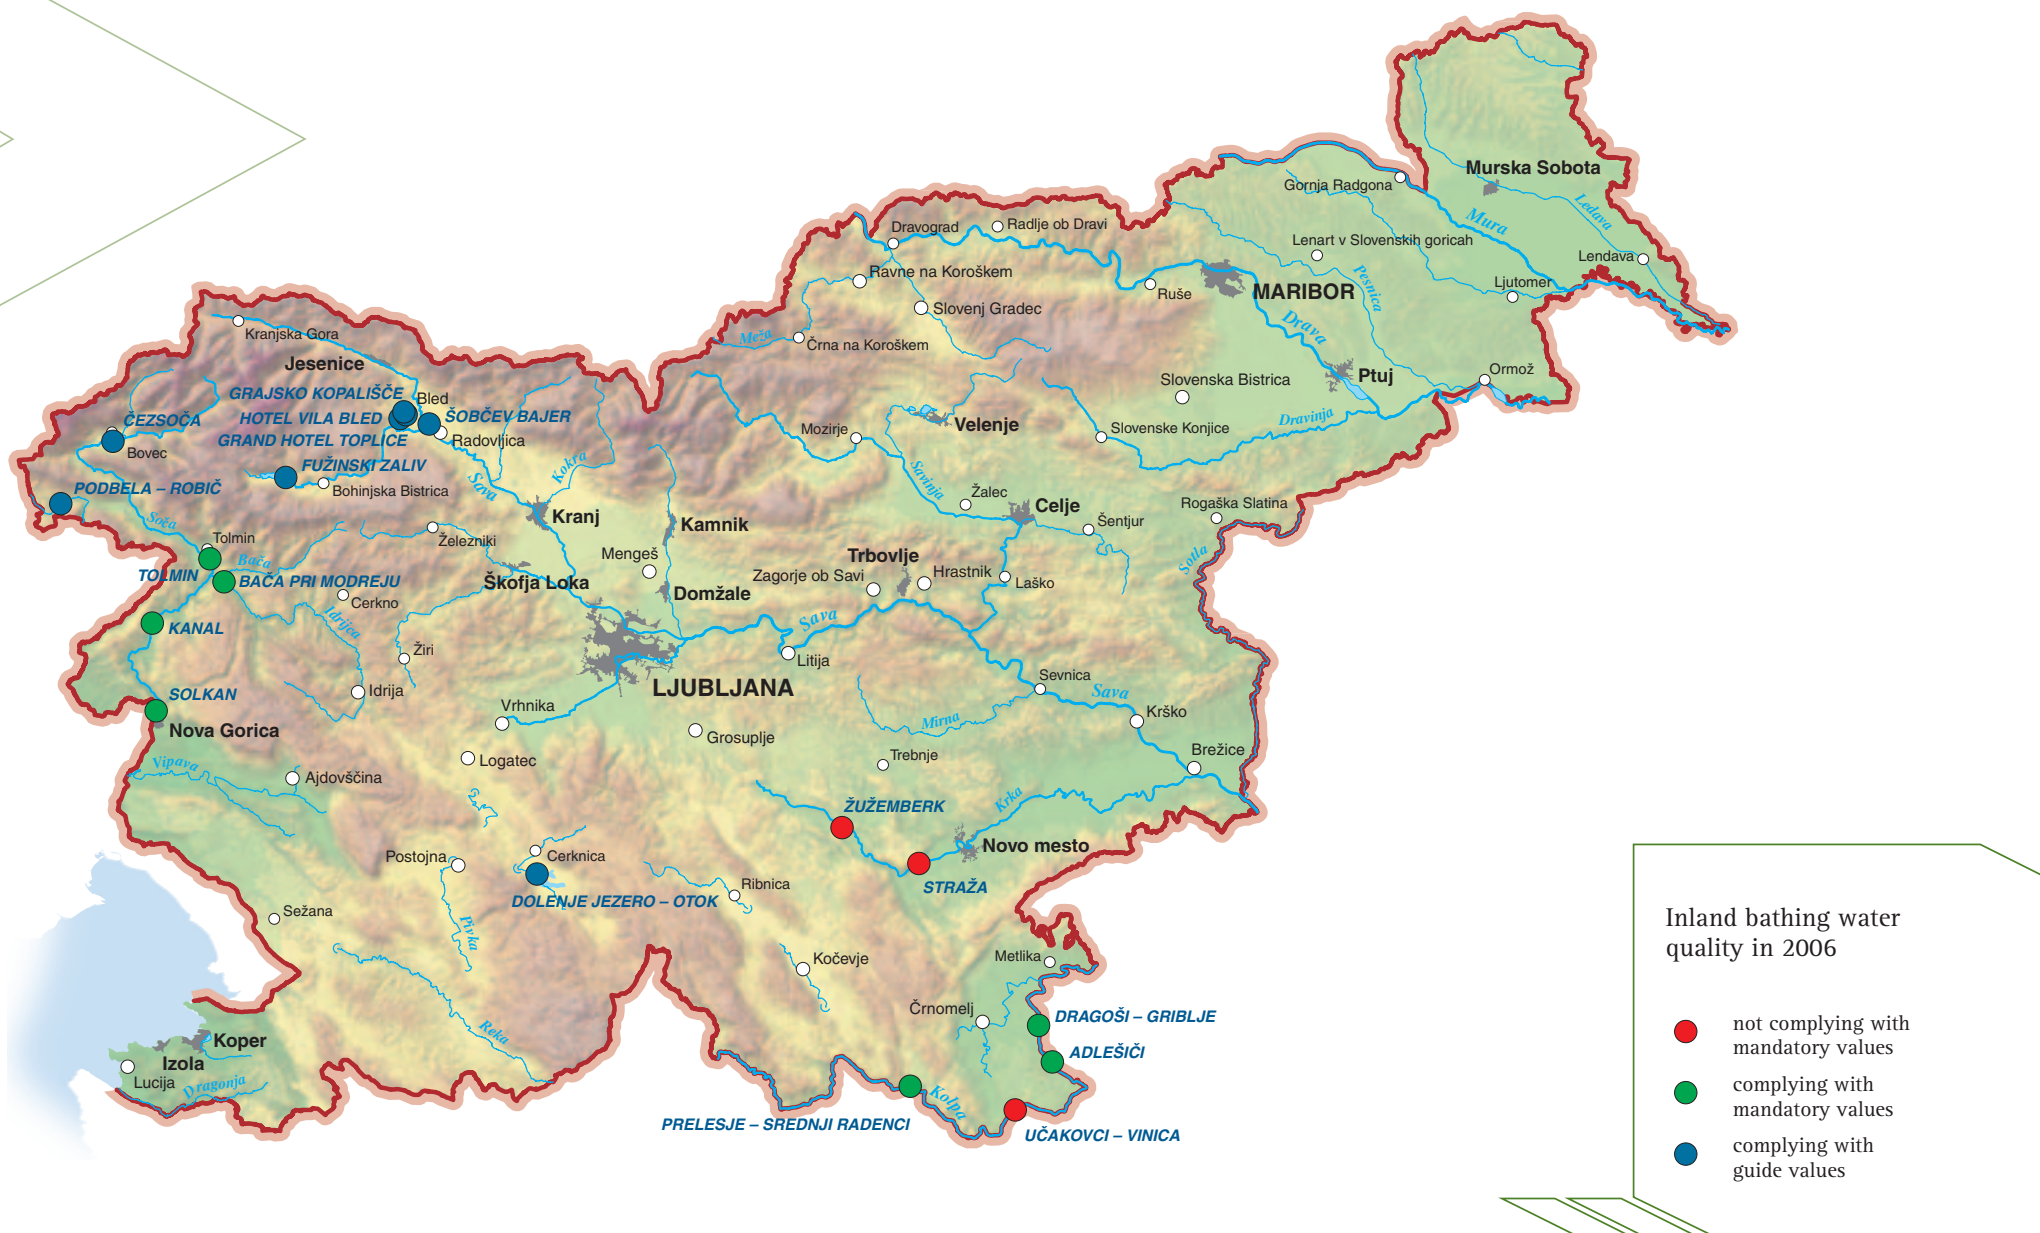 Murska Sobota
Gornja Radgona
Ledava
Mura
Dravograd
Radlje ob Dravi
Lenart v Slovenskih goricah
Lendava
Ravne na Koroškem
Pesnica
Ljutomer
Ruše
MARIBOR
Slovenj Gradec
Kranjska Gora
Meža
Črna na Koroškem
Drava
Jesenice
Ptuj
Ormož
Slovenska Bistrica
GRAJSKO KOPALIŠČE
Bled
ČEZSOČA
HOTEL VILA BLED
ŠOBČEV BAJER
Velenje
Mozirje
Slovenske Konjice
Dravinja
GRAND HOTEL TOPLICE
Radovljica
Bovec
FUŽINSKI ZALIV
Kokra
Savinja
PODBELA – ROBIČ
Bohinjska Bistrica
Sava
Žalec
Celje
Rogaška Slatina
Soča
Kranj
Kamnik
Šentjur
Tolmin
Železniki
Mengeš
Trbovlje
Sotla
Bača
TOLMIN
BAČA PRI MODREJU
Škofja Loka
Zagorje ob Savi
Hrastnik
Laško
Cerkno
Domžale
KANAL
Idrijca
Sava
Žiri
Litija
SOLKAN
Idrija
LJUBLJANA
Sevnica
Sava
Vrhnika
Mirna
Krško
Nova Gorica
Grosuplje
Vipava
Logatec
Trebnje
Brežice
Ajdovščina
ŽUŽEMBERK
Krka
Novo mesto
Postojna
Cerknica
Ribnica
STRAŽA
DOLENJE JEZERO – OTOK
Sežana
Pivka
Kočevje
Metlika
Črnomelj
DRAGOŠI – GRIBLJE
Reka
Koper
ADLEŠIČI
Izola
Lucija
Dragonja
Kolpa
PRELESJE – SREDNJI RADENCI
UČAKOVCI – VINICA
Inland bathing water
quality in 2006
not complying with
mandatory values
complying with
mandatory values
complying with
guide values